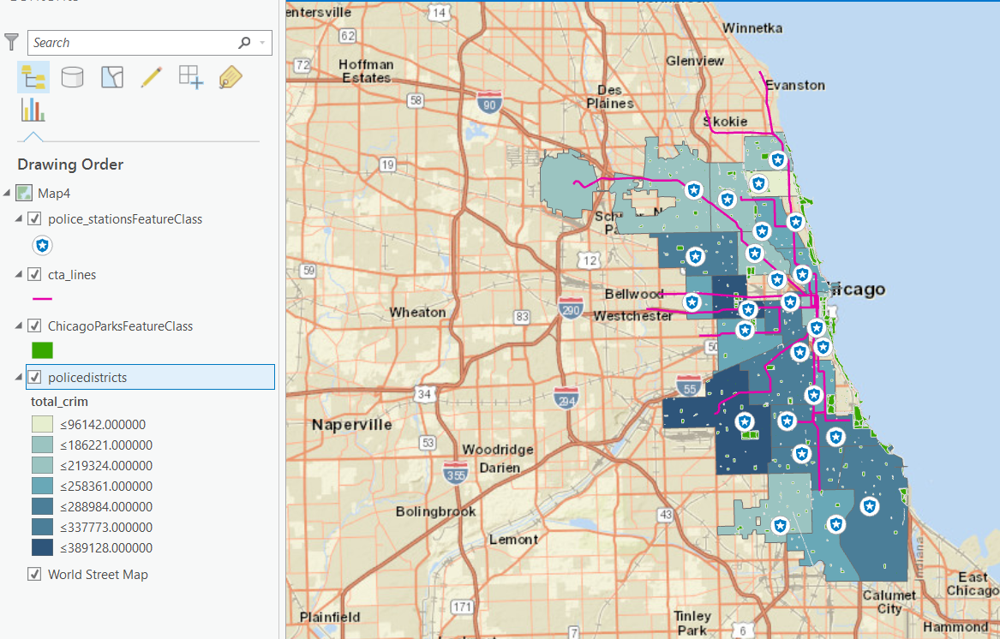 Search
Drawing Order
Map4
police_stationsFeatureClass
cta_lines
ChicagoParksFeatureClass
policedistricts
total_crim
≤96142.000000
≤186221.000000
≤219324.000000
≤258361.000000
≤288984.000000
≤337773.000000
≤389128.000000
World Street Map
entersville
14
Winnetka
62
Glenview
72
Hoffman
Estates
Des
Plaines
Evanston
58
90
Skokie
19
N
Sch
Pa
12
59
Bellwood
icago
Wheaton
290
83
Westchester
50
55
34
294
Naperville
53
Woodridge
Darien
355
Bolingbrook
43
Lemont
Indiana
East
Chicago
Calumet
City
171
Plainfield
Tinley
Park
6
7
Hammond